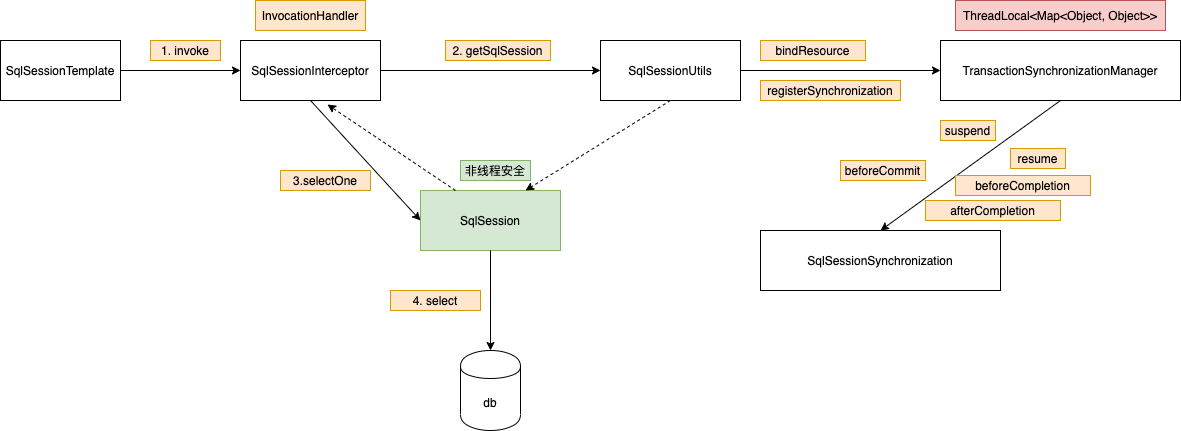 InvocationHandler
ThreadLocal<Map<Object, Object>>
SqlSessionTemplate
1. invoke
SqlSessionInterceptor
2. getSqlSession
SqlSessionUtils
bindResource
registerSynchronization
TransactionSynchronizationManager
suspend
resume
beforeCommit
beforeCompletion
afterCompletion
非线程安全
3.selectOne
SqlSession
SqlSessionSynchronization
4. select
db